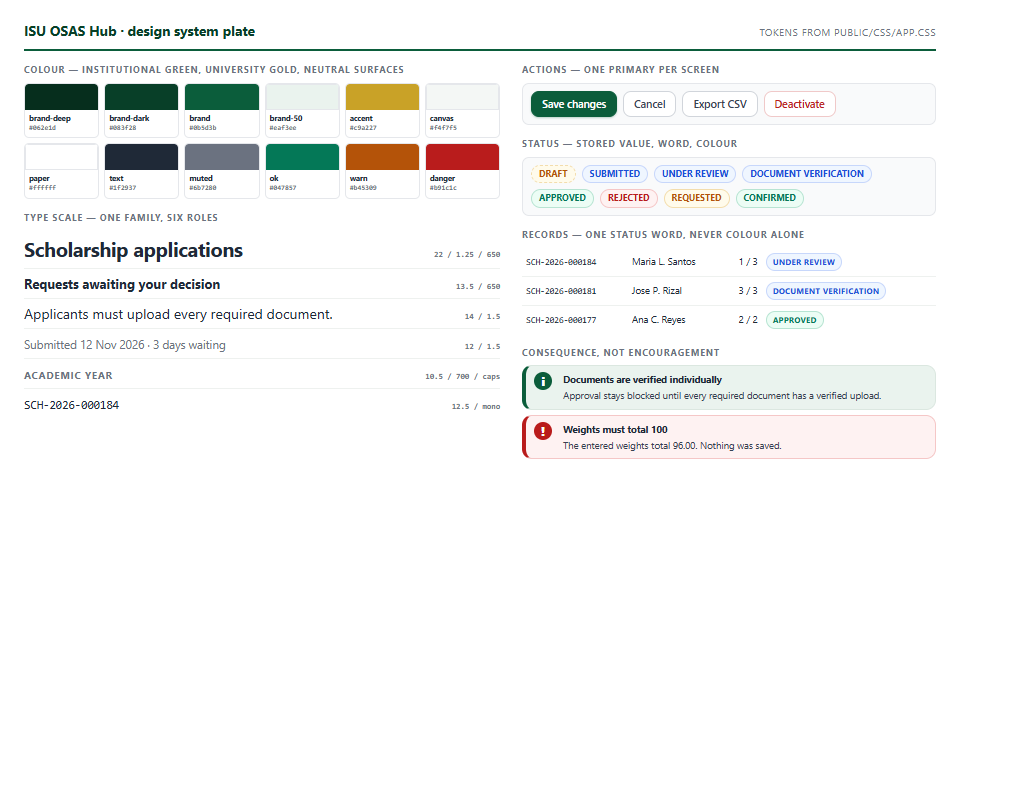 ISU OSAS Hub · design system plate
TOKENS FROM PUBLIC/CSS/APP.CSS
COLOUR — INSTITUTIONAL GREEN, UNIVERSITY GOLD, NEUTRAL SURFACES
brand-deep brand-dark brand brand-50 accent canvas
#062e1d #083f28 #0b5d3b #eaf3ee #c9a227 #f4f7f5
paper text muted ok warn danger
#ffffff #1f2937 #6b7280 #047857 #b45309 #b91c1c
TYPE SCALE — ONE FAMILY, SIX ROLES
Scholarship applications 22 / 1.25 / 650
Requests awaiting your decision 13.5 / 650
Applicants must upload every required document. 14 / 1.5
Submitted 12 Nov 2026 · 3 days waiting 12 / 1.5
ACADEMIC YEAR 10.5 / 700 / caps
SCH-2026-000184 12.5 / mono
ACTIONS — ONE PRIMARY PER SCREEN
Save changes Cancel Export CSV Deactivate
STATUS — STORED VALUE, WORD, COLOUR
DRAFT SUBMITTED UNDER REVIEW DOCUMENT VERIFICATION
APPROVED REJECTED REQUESTED CONFIRMED
RECORDS — ONE STATUS WORD, NEVER COLOUR ALONE
SCH-2026-000184 Maria L. Santos 1 / 3 UNDER REVIEW
SCH-2026-000181 Jose P. Rizal 3 / 3 DOCUMENT VERIFICATION
SCH-2026-000177 Ana C. Reyes 2 / 2 APPROVED
CONSEQUENCE, NOT ENCOURAGEMENT
Documents are verified individually
Approval stays blocked until every required document has a verified upload.
Weights must total 100
The entered weights total 96.00. Nothing was saved.